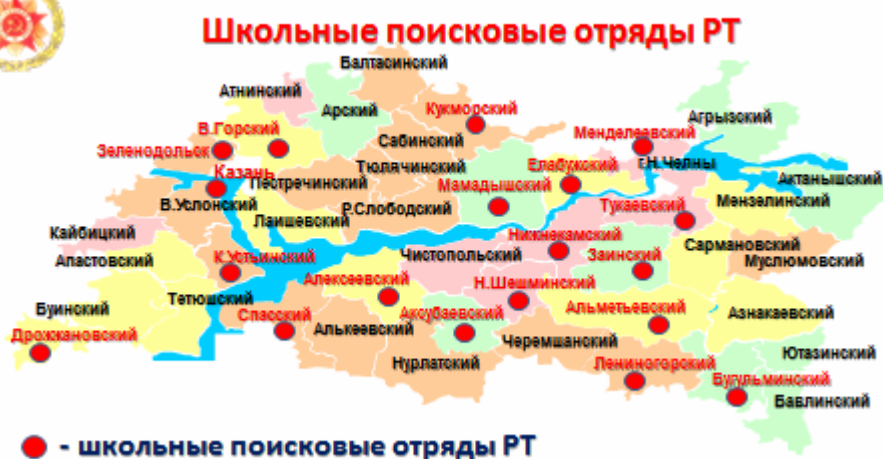 Школьные поисковые отряды РТ
Балтасинский
Атнинский
Арский
Кукморский
Агрызский
В.Горский
Менделеевский
Зеленодольск
Сабинский
Казань
Пестречинский
Тюлячинский
Мамадышский
Елабужский
г.Н.Челны
Актанышский
В.Услонский
Лаишевский
Р.Слободский
Тукаевский
Мензелинский
Кайбицкий
Нижнекамский
Апастовский
К.Устьинский
Чистопольский
Заинский
Сармановский
Муслюмовский
Алексеевский
Н.Шешминский
Тетюшский
Буинский
Спасский
Аксубаевский
Альметьевский
Азнакаевский
Дрожжановский
Алькеевский
Черемшанский
Нурлатский
Лениногорский
Ютазинский
Бугульминский
Бавлинский
- школьные поисковые отряды РТ